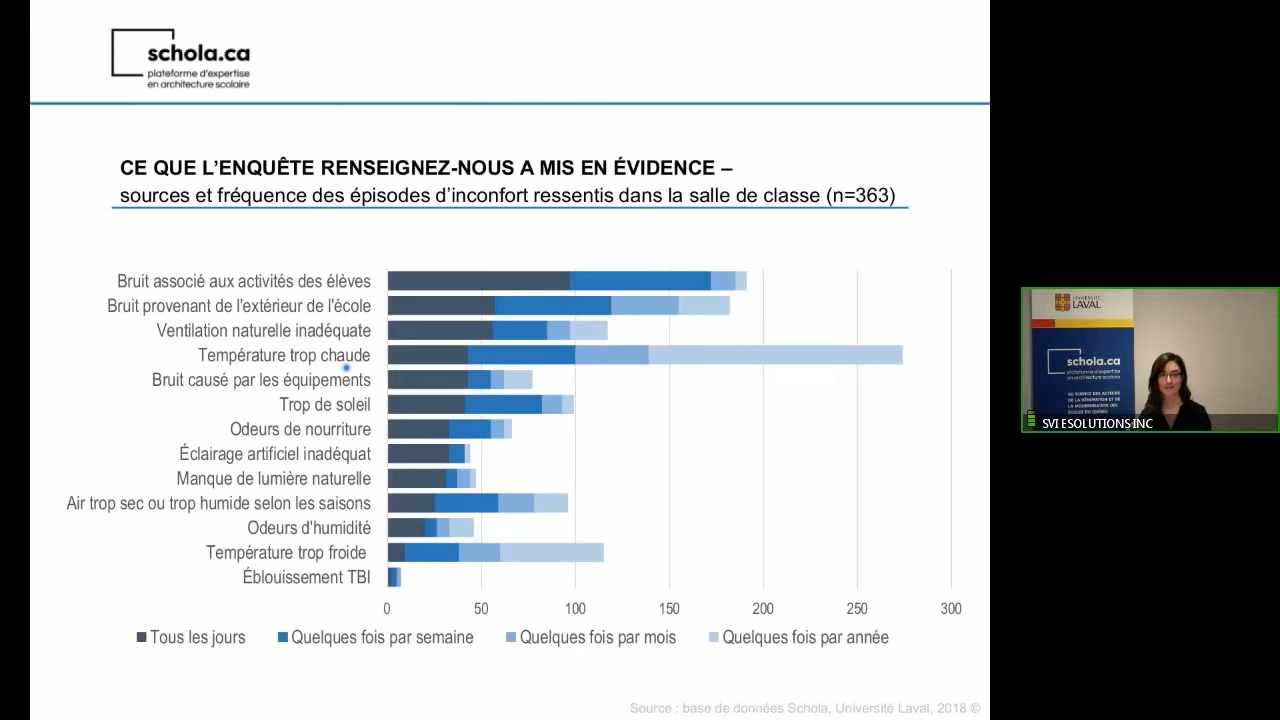 schola.ca
plateforme d'expertise
en architecture scolaire
CE QUE L'ENQUÊTE RENSEIGNEZ-NOUS A MIS EN ÉVIDENCE –
sources et fréquence des épisodes d'inconfort ressentis dans la salle de classe (n=363)
Bruit associé aux activités des élèves
Bruit provenant de l'extérieur de l'école
Ventilation naturelle inadéquate
Température trop chaude
Bruit causé par les équipements
Trop de soleil
Odeurs de nourriture
Éclairage artificiel inadéquat
Manque de lumière naturelle
Air trop sec ou trop humide selon les saisons
Odeurs d'humidité
Température trop froide
Éblouissement TBI
0 50 100 150 200 250 300
Tous les jours Quelques fois par semaine Quelques fois par mois Quelques fois par année
Source : base de données Schola, Université Laval, 2018 ©
UNIVERSITÉ
LAVAL
schola.ca
plateforme d'expertise
en architecture scolaire
AU SERVICE DES ACTEURS
DE LA RÉNOVATION ET DE
LA MODERNISATION DES
ÉCOLES DU QUÉBEC
SVI ESOLUTIONS INC